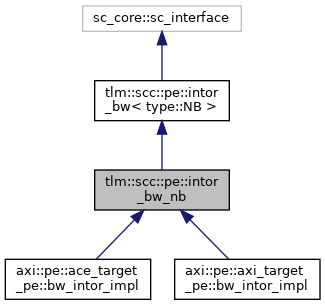 sc_core::sc_interface
tlm::scc::pe::intor
_bw< type::NB >
tlm::scc::pe::intor
_bw_nb
axi::pe::ace_target
_pe::bw_intor_impl
axi::pe::axi_target
_pe::bw_intor_impl